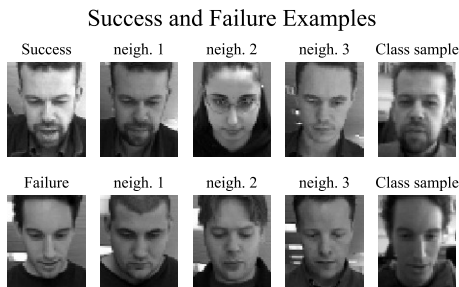 Success and Failure Examples
Success neigh. 1 neigh. 2 neigh. 3 Class sample
Failure neigh. 1 neigh. 2 neigh. 3 Class sample